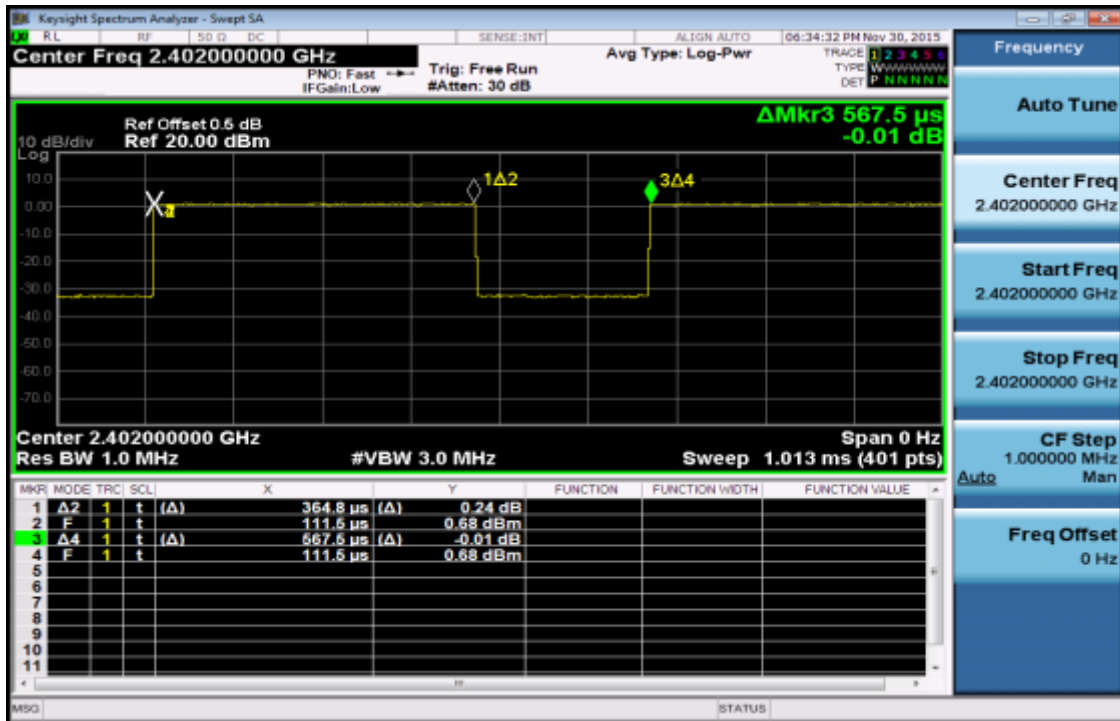 Keysight Spectrum Analyzer - Swept SA
RL RF 50 Ω DC SENSE:INT ALIGN AUTO 06:34:32 PM Nov 30, 2015
Center Freq 2.402000000 GHz
PNO: Fast
IFGain:Low
Trig: Free Run
#Atten: 30 dB
Avg Type: Log-Pwr
TRACE 1 2 3 4 5 6
TYPE WWWWWW
DET P N N N N N
Frequency
Ref Offset 0.5 dB
10 dB/div Ref 20.00 dBm
Log
ΔMkr3 567.5 µs
-0.01 dB
10.0
0.00
-10.0
-20.0
-30.0
-40.0
-50.0
-60.0
-70.0
1Δ2
3Δ4
Center 2.402000000 GHz Span 0 Hz
Res BW 1.0 MHz #VBW 3.0 MHz Sweep 1.013 ms (401 pts)
MKR MODE TRC SCL X Y FUNCTION FUNCTION WIDTH FUNCTION VALUE
1 Δ2 1 t (Δ) 364.8 µs (Δ) 0.24 dB
2 F 1 t 111.5 µs 0.68 dBm
3 Δ4 1 t (Δ) 567.5 µs (Δ) -0.01 dB
4 F 1 t 111.5 µs 0.68 dBm
5
6
7
8
9
10
11
MSG STATUS
Auto Tune
Center Freq
2.402000000 GHz
Start Freq
2.402000000 GHz
Stop Freq
2.402000000 GHz
CF Step
1.000000 MHz
Auto Man
Freq Offset
0 Hz